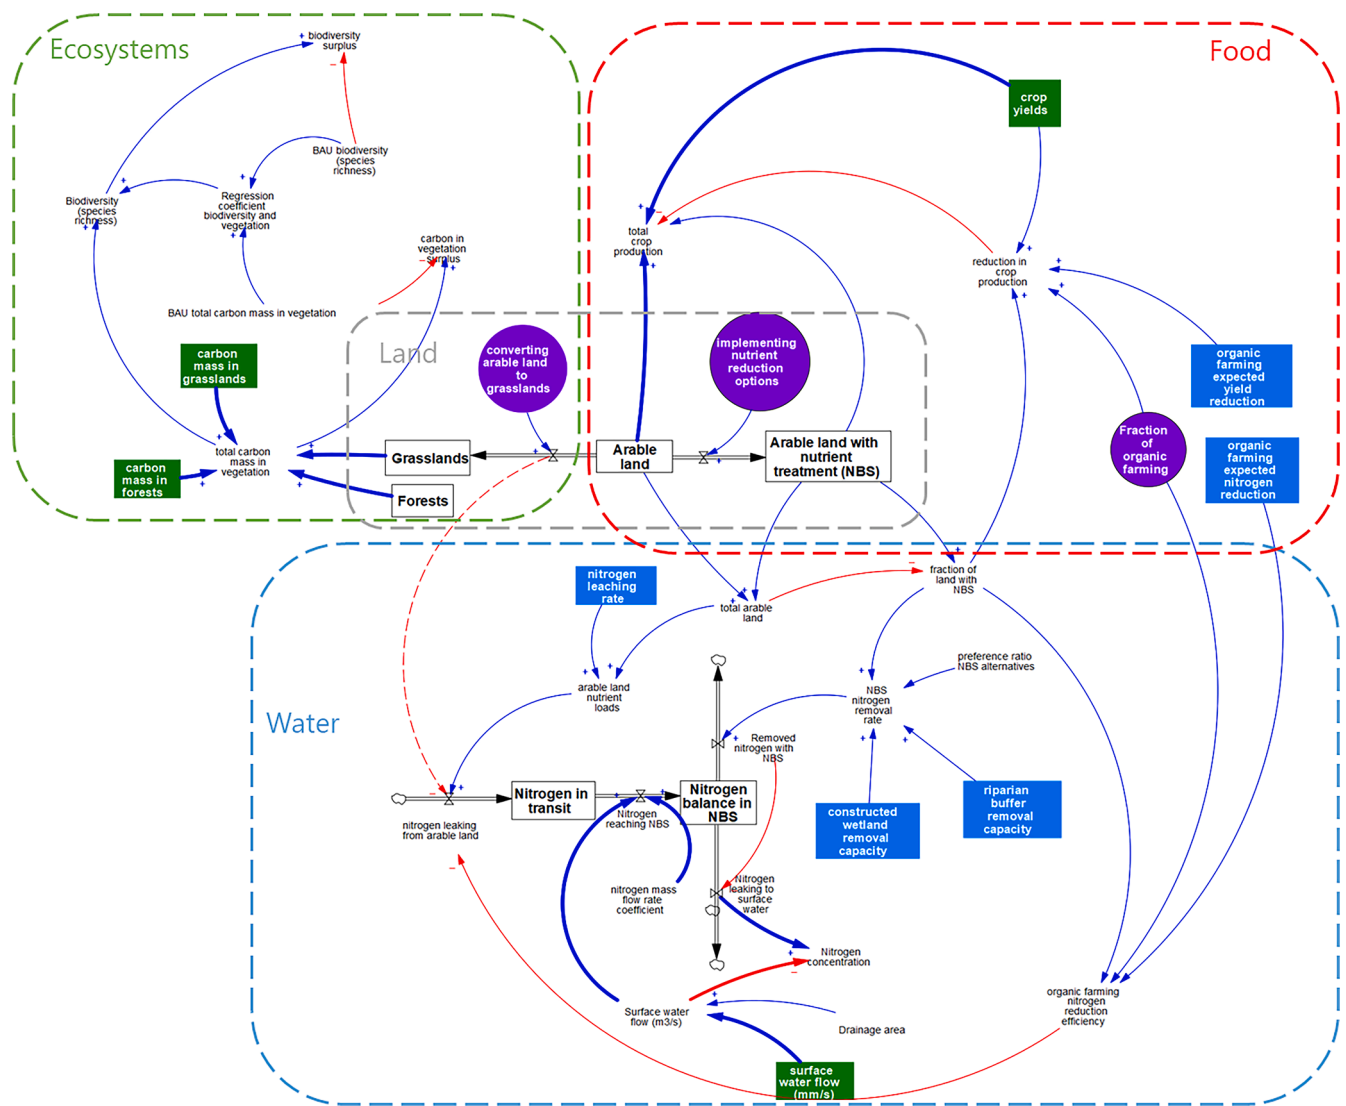 Ecosystems
biodiversity
surplus
BAU biodiversity
(species
richness)
Biodiversity
(species
richness)
Regression
coefficient
biodiversity and
vegetation
carbon in
vegetation
surplus
BAU total carbon mass in vegetation
carbon
mass in
grasslands
carbon
mass in
forests
total carbon
mass in
vegetation
Land
converting
arable land
to
grasslands
implementing
nutrient
reduction
options
Grasslands
Forests
Arable
land
Arable land with
nutrient
treatment (NBS)
Food
crop
yields
total
crop
production
reduction in
crop
production
organic
farming
expected
yield
reduction
Fraction
of
organic
farming
organic
farming
expected
nitrogen
reduction
Water
nitrogen
leaching
rate
total arable
land
fraction of
land with
NBS
preference ratio
NBS alternatives
arable land
nutrient
loads
NBS
nitrogen
removal
rate
Removed
nitrogen with
NBS
Nitrogen in
transit
Nitrogen
balance in
NBS
nitrogen leaking
from arable land
Nitrogen
reaching NBS
constructed
wetland
removal
capacity
riparian
buffer
removal
capacity
nitrogen mass
flow rate
coefficient
Nitrogen
leaking to
surface
water
Nitrogen
concentration
Surface water
flow (m3/s)
Drainage area
organic farming
nitrogen
reduction
efficiency
surface
water flow
(mm/s)